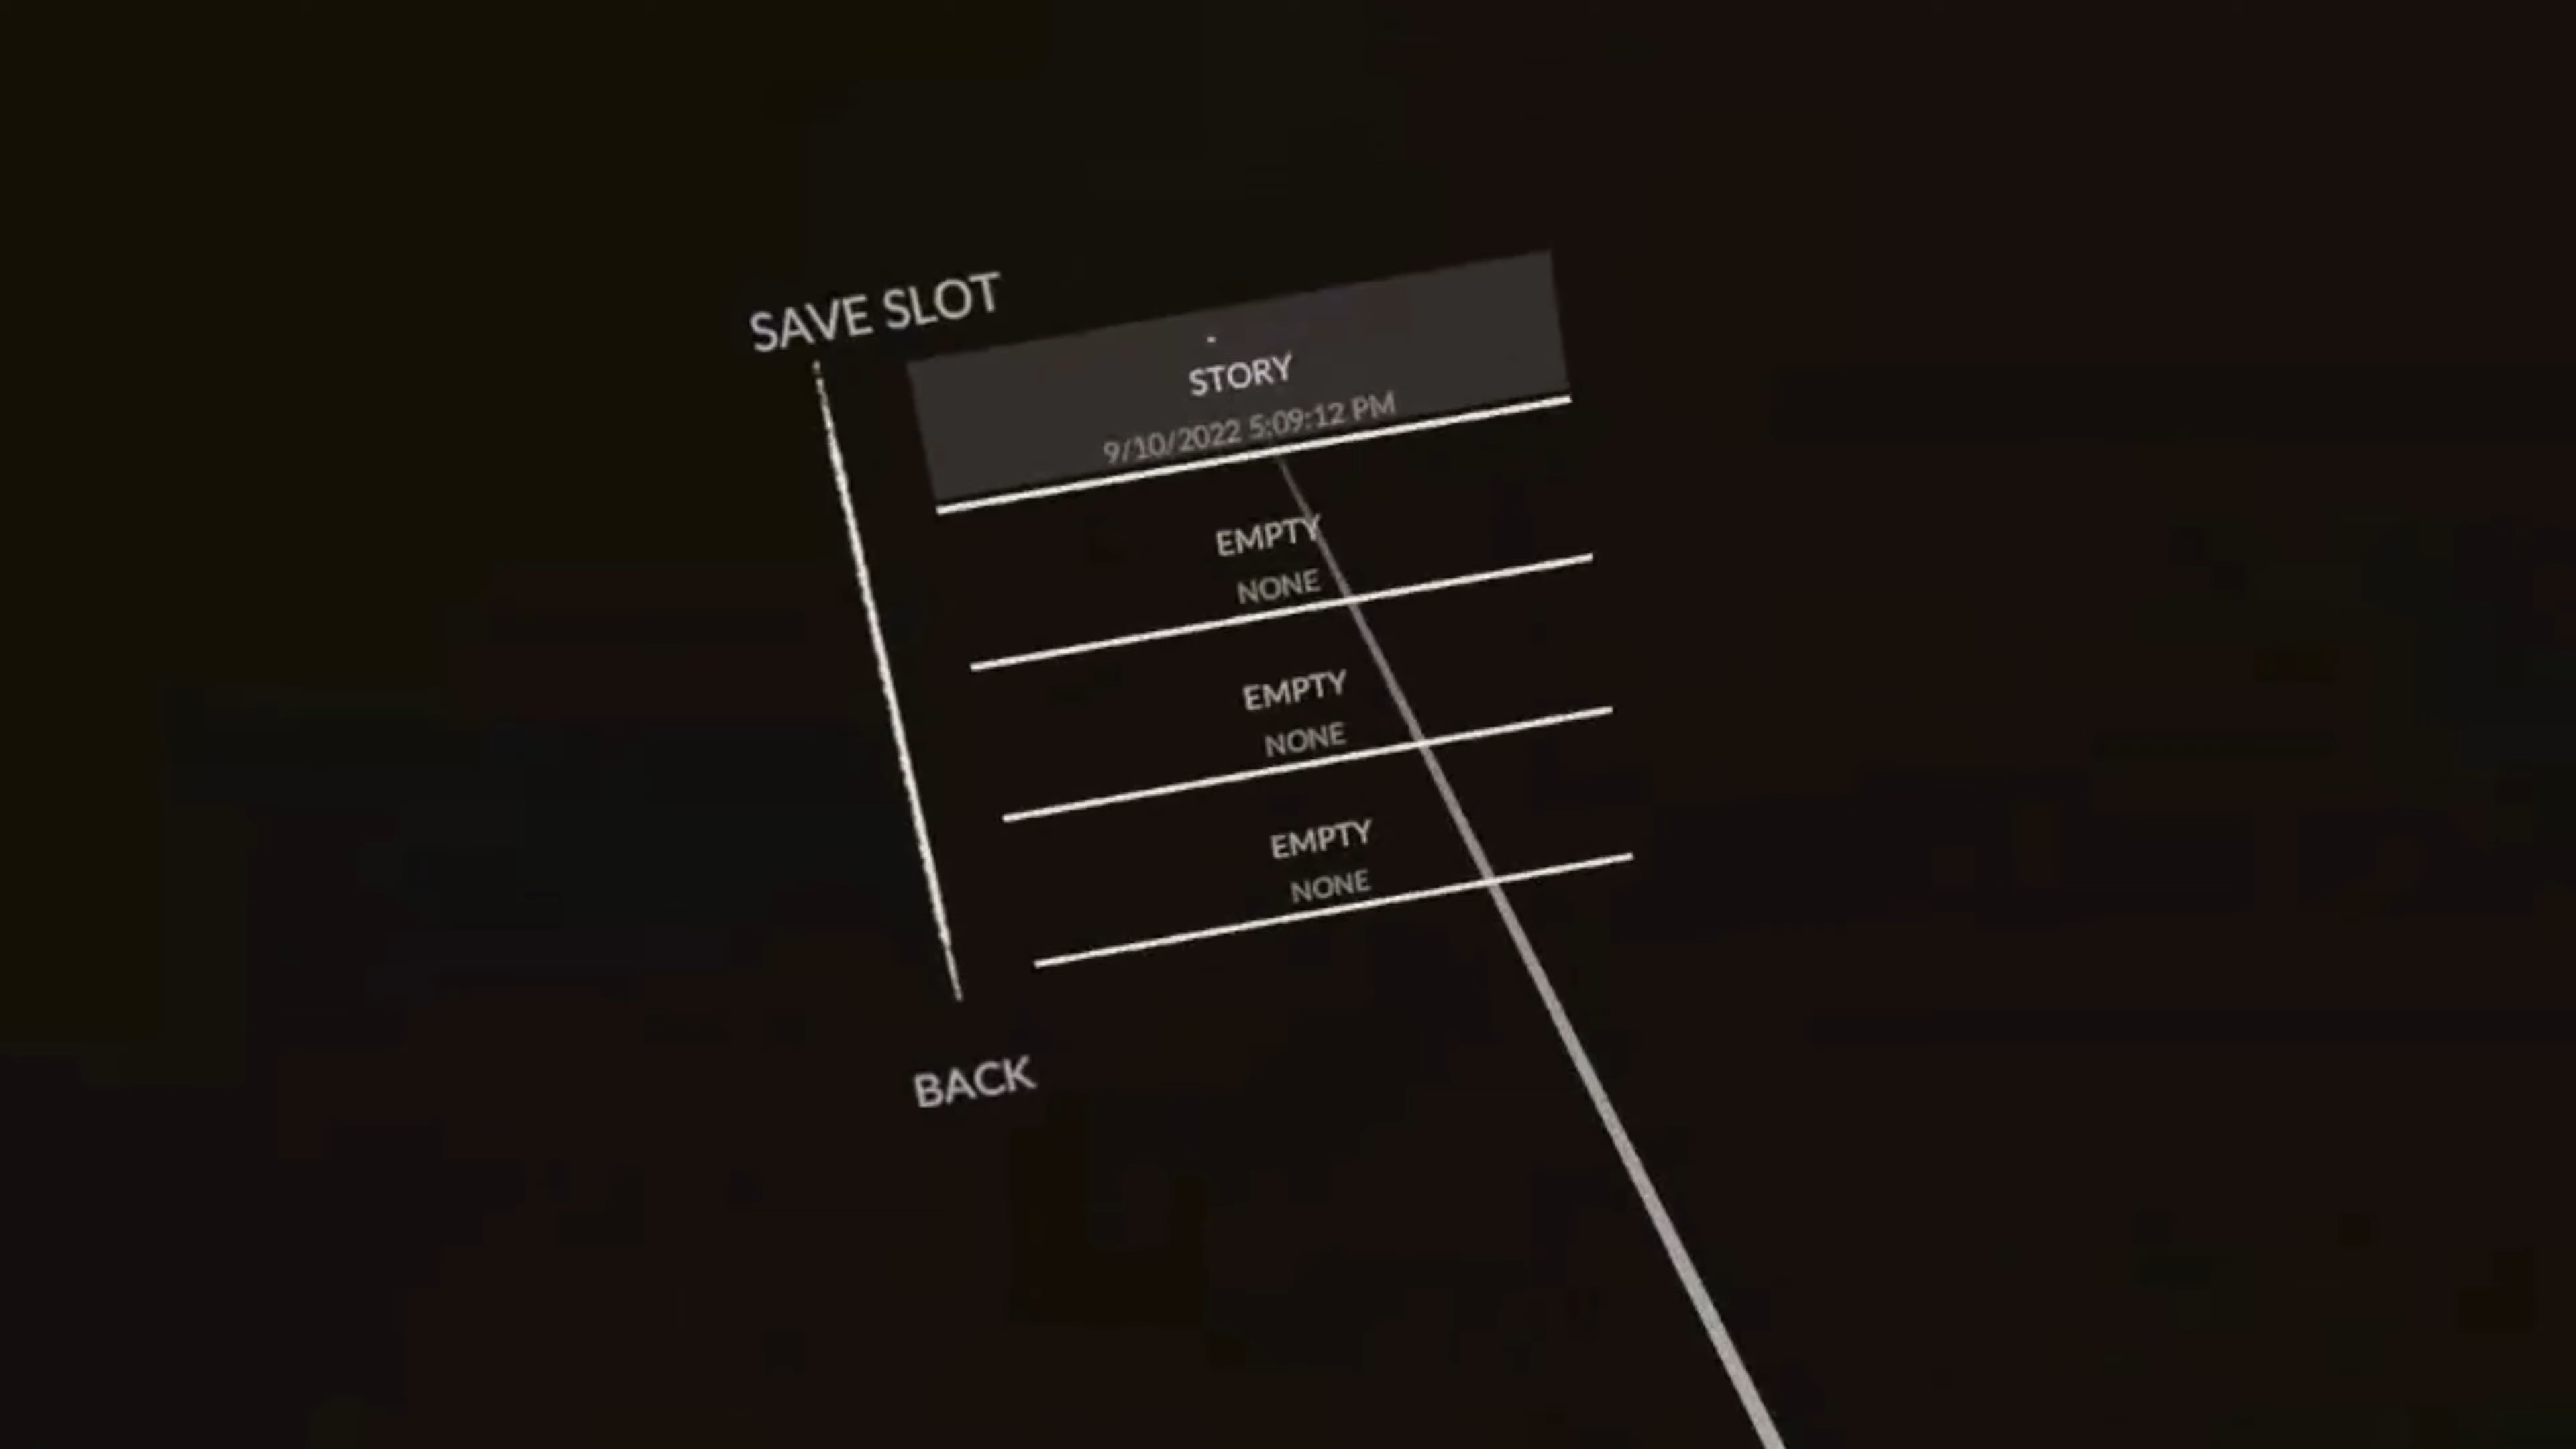 SAVE SLOT
STORY
9/10/2022 5:09:12 PM
EMPTY
NONE
EMPTY
NONE
EMPTY
NONE
BACK